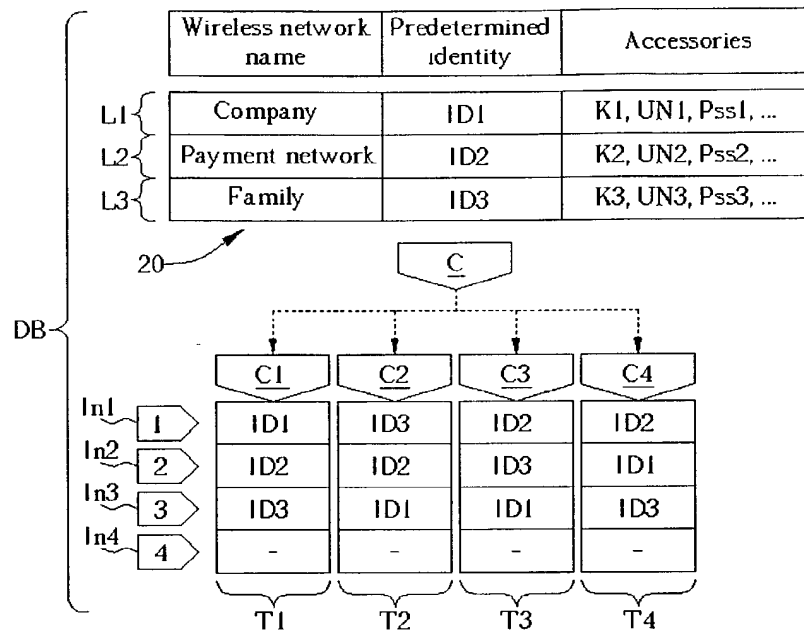 Wireless network name
Predetermined identity
Accessories
L1
Company
ID1
K1, UN1, Pss1, ...
L2
Payment network
ID2
K2, UN2, Pss2, ...
L3
Family
ID3
K3, UN3, Pss3, ...
20
C
DB
C1
C2
C3
C4
In1
1
ID1
ID3
ID2
ID2
In2
2
ID2
ID2
ID3
ID1
In3
3
ID3
ID1
ID1
ID3
In4
4
-
-
-
-
T1
T2
T3
T4